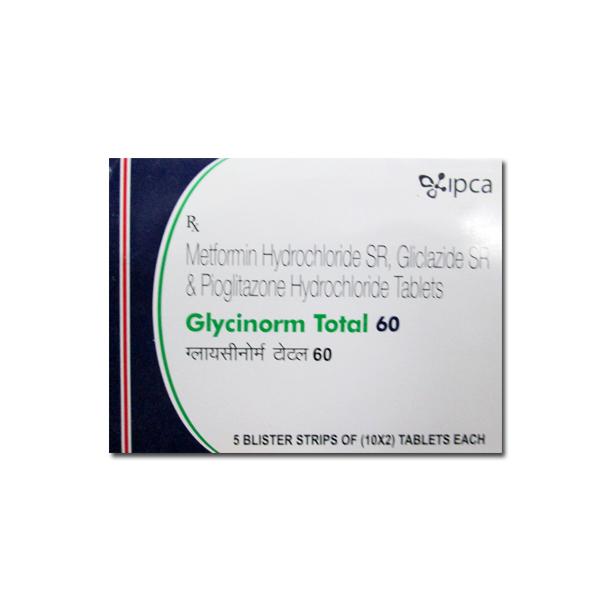 ipca
Rx
Metformin Hydrochloride SR, Gliclazide SR
& Pioglitazone Hydrochloride Tablets
Glycinorm Total 60
ग्लायसीनोर्म टोटल 60
5 BLISTER STRIPS OF (10X2) TABLETS EACH